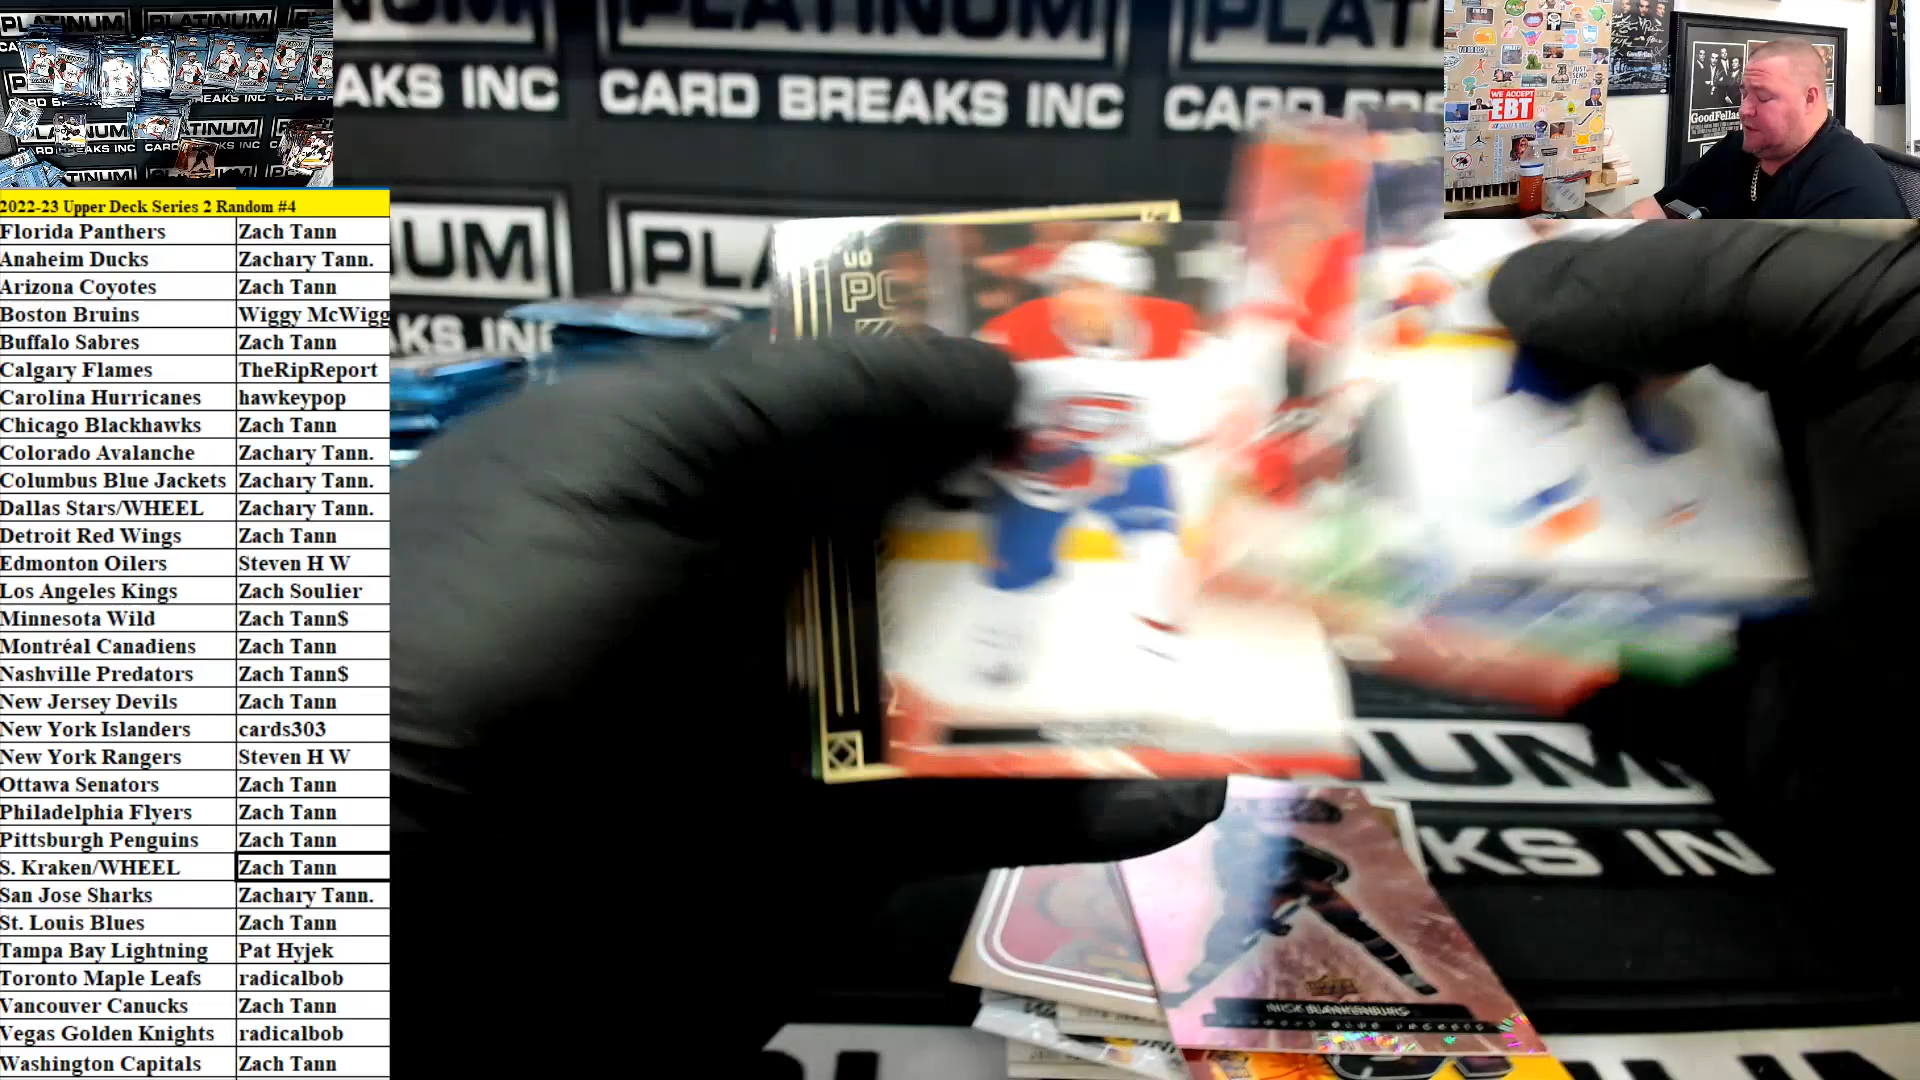 PLATINUM
CARD BREAKS INC
2022-23 Upper Deck Series 2 Random #4
Florida Panthers Zach Tann
Anaheim Ducks Zachary Tann.
Arizona Coyotes Zach Tann
Boston Bruins Wiggy McWigg
Buffalo Sabres Zach Tann
Calgary Flames TheRipReport
Carolina Hurricanes hawkeypop
Chicago Blackhawks Zach Tann
Colorado Avalanche Zachary Tann.
Columbus Blue Jackets Zachary Tann.
Dallas Stars/WHEEL Zachary Tann.
Detroit Red Wings Zach Tann
Edmonton Oilers Steven H W
Los Angeles Kings Zach Soulier
Minnesota Wild Zach Tann$
Montréal Canadiens Zach Tann
Nashville Predators Zach Tann$
New Jersey Devils Zach Tann
New York Islanders cards303
New York Rangers Steven H W
Ottawa Senators Zach Tann
Philadelphia Flyers Zach Tann
Pittsburgh Penguins Zach Tann
S. Kraken/WHEEL Zach Tann
San Jose Sharks Zachary Tann.
St. Louis Blues Zach Tann
Tampa Bay Lightning Pat Hyjek
Toronto Maple Leafs radicalbob
Vancouver Canucks Zach Tann
Vegas Golden Knights radicalbob
Washington Capitals Zach Tann
WE ACCEPT
EBT
GoodFellas
NICK BLANKENBURG